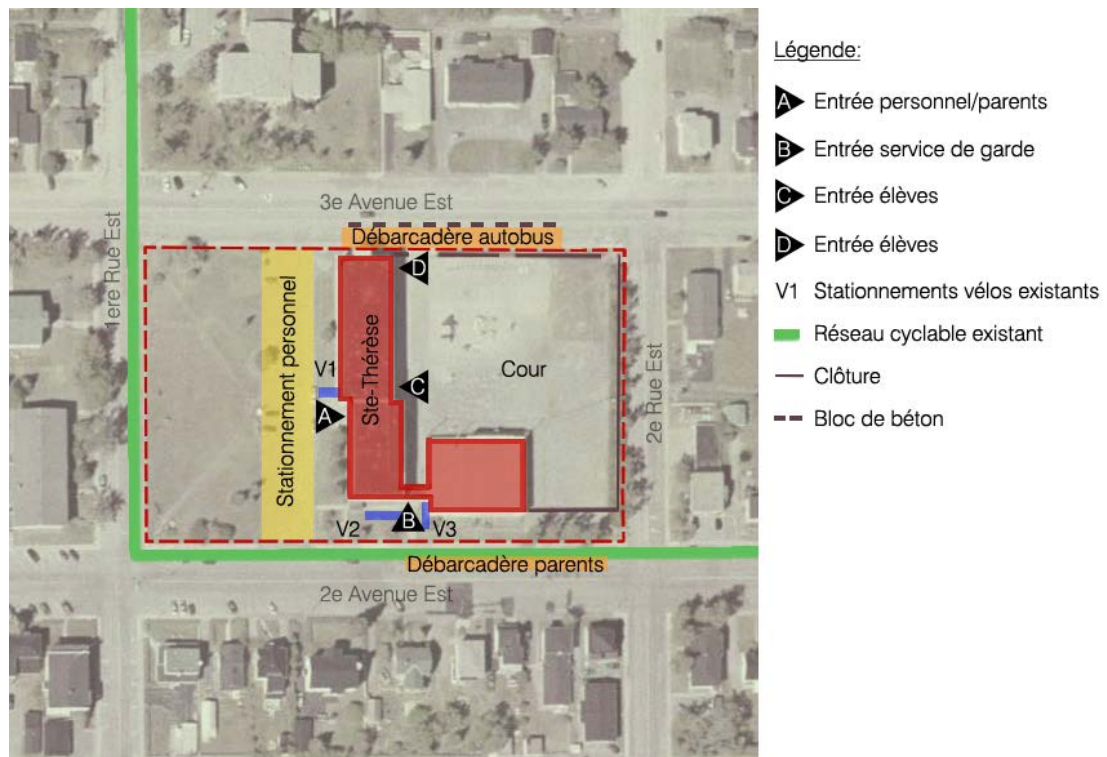 3e Avenue Est
Débarcadère autobus
1ere Rue Est
Stationnement personnel
Ste-Thérèse
D
V1
C
Cour
A
2e Rue Est
V2
B
V3
Débarcadère parents
2e Avenue Est
Légende:
A Entrée personnel/parents
B Entrée service de garde
C Entrée élèves
D Entrée élèves
V1 Stationnements vélos existants
Réseau cyclable existant
Clôture
Bloc de béton